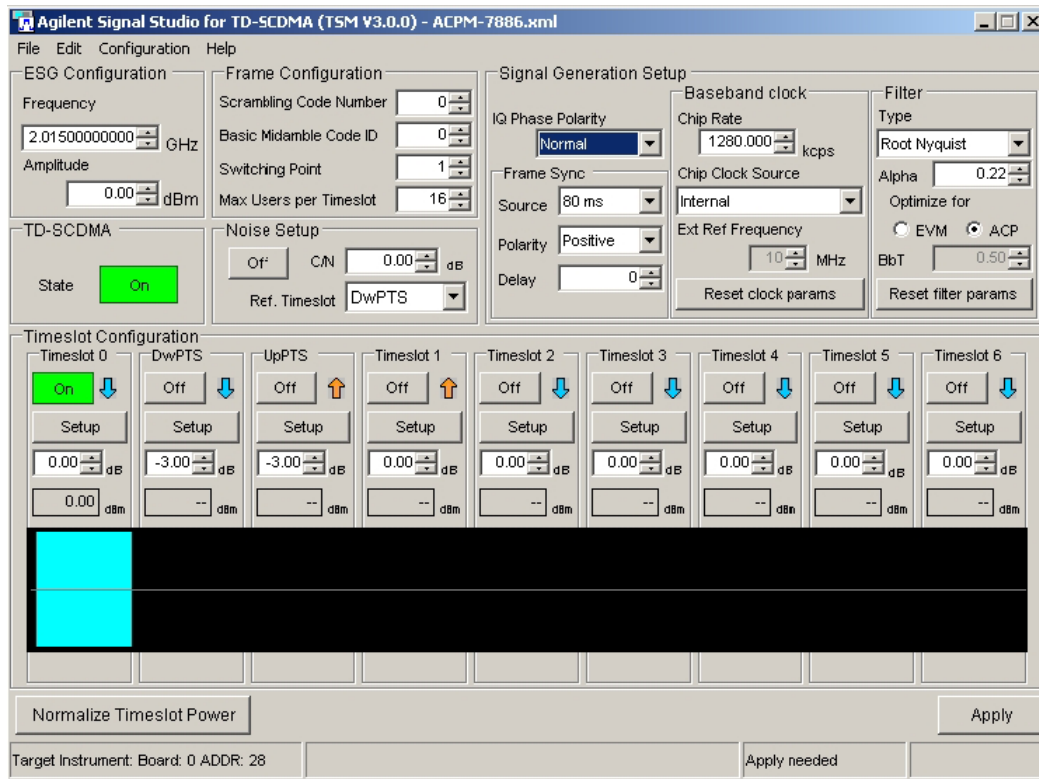 Agilent Signal Studio for TD-SCDMA (TSM V3.0.0) - ACPM-7886.xml
File Edit Configuration Help
ESG Configuration
Frequency
2.01500000000 GHz
Amplitude
0.00 dBm
TD-SCDMA
State On
Frame Configuration
Scrambling Code Number 0
Basic Midamble Code ID 0
Switching Point 1
Max Users per Timeslot 16
Noise Setup
Of' C/N 0.00 dB
Ref. Timeslot DwPTS
Signal Generation Setup
IQ Phase Polarity
Normal
Frame Sync
Source 80 ms
Polarity Positive
Delay 0
Baseband clock
Chip Rate
1280.000 kcps
Chip Clock Source
Internal
Ext Ref Frequency
10 MHz
Reset clock params
Filter
Type
Root Nyquist
Alpha 0.22
Optimize for
EVM ACP
BbT 0.50
Reset filter params
Timeslot Configuration
Timeslot 0 DwPTS UpPTS Timeslot 1 Timeslot 2 Timeslot 3 Timeslot 4 Timeslot 5 Timeslot 6
On Off Off Off Off Off Off Off Off
Setup Setup Setup Setup Setup Setup Setup Setup Setup
0.00 dB -3.00 dB -3.00 dB 0.00 dB 0.00 dB 0.00 dB 0.00 dB 0.00 dB 0.00 dB
0.00 dBm -- dBm -- dBm -- dBm -- dBm -- dBm -- dBm -- dBm -- dBm
Normalize Timeslot Power
Apply
Target Instrument: Board: 0 ADDR: 28
Apply needed